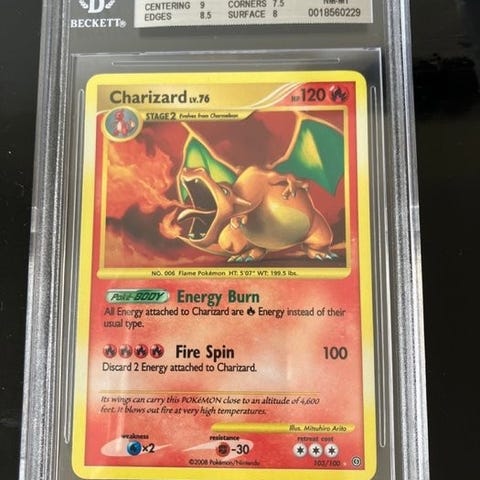 CENTERING 9 CORNERS 7.5
BECKETT EDGES 8.5 SURFACE 8 0018560229
Charizard LV.76 HP120
STAGE 2 Evolves from Charmeleon
NO. 006 Flame Pokémon HT: 5'07" WT: 199.5 lbs.
Poké-BODY Energy Burn
All Energy attached to Charizard are Energy instead of their
usual type.
Fire Spin 100
Discard 2 Energy attached to Charizard.
Its wings can carry this POKéMON close to an altitude of 4,600
feet. It blows out fire at very high temperatures.
Illus. Mitsuhiro Arita
weakness resistance retreat cost
×2 -30
©2008 Pokémon/Nintendo 103/100